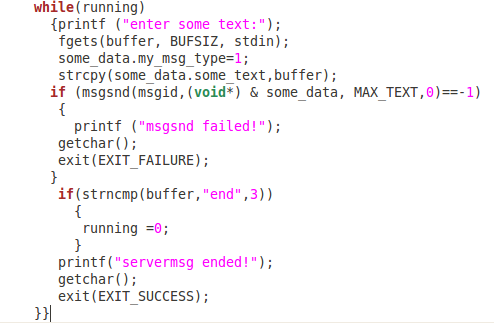 while(running)
{printf ("enter some text:");
fgets(buffer, BUFSIZ, stdin);
some_data.my_msg_type=1;
strcpy(some_data.some_text,buffer);
if (msgsnd(msgid,(void*) & some_data, MAX_TEXT,0)==-1)
{
printf ("msgsnd failed!");
getchar();
exit(EXIT_FAILURE);
}
if(strncmp(buffer,"end",3))
{
running =0;
}
printf("servermsg ended!");
getchar();
exit(EXIT_SUCCESS);
}}